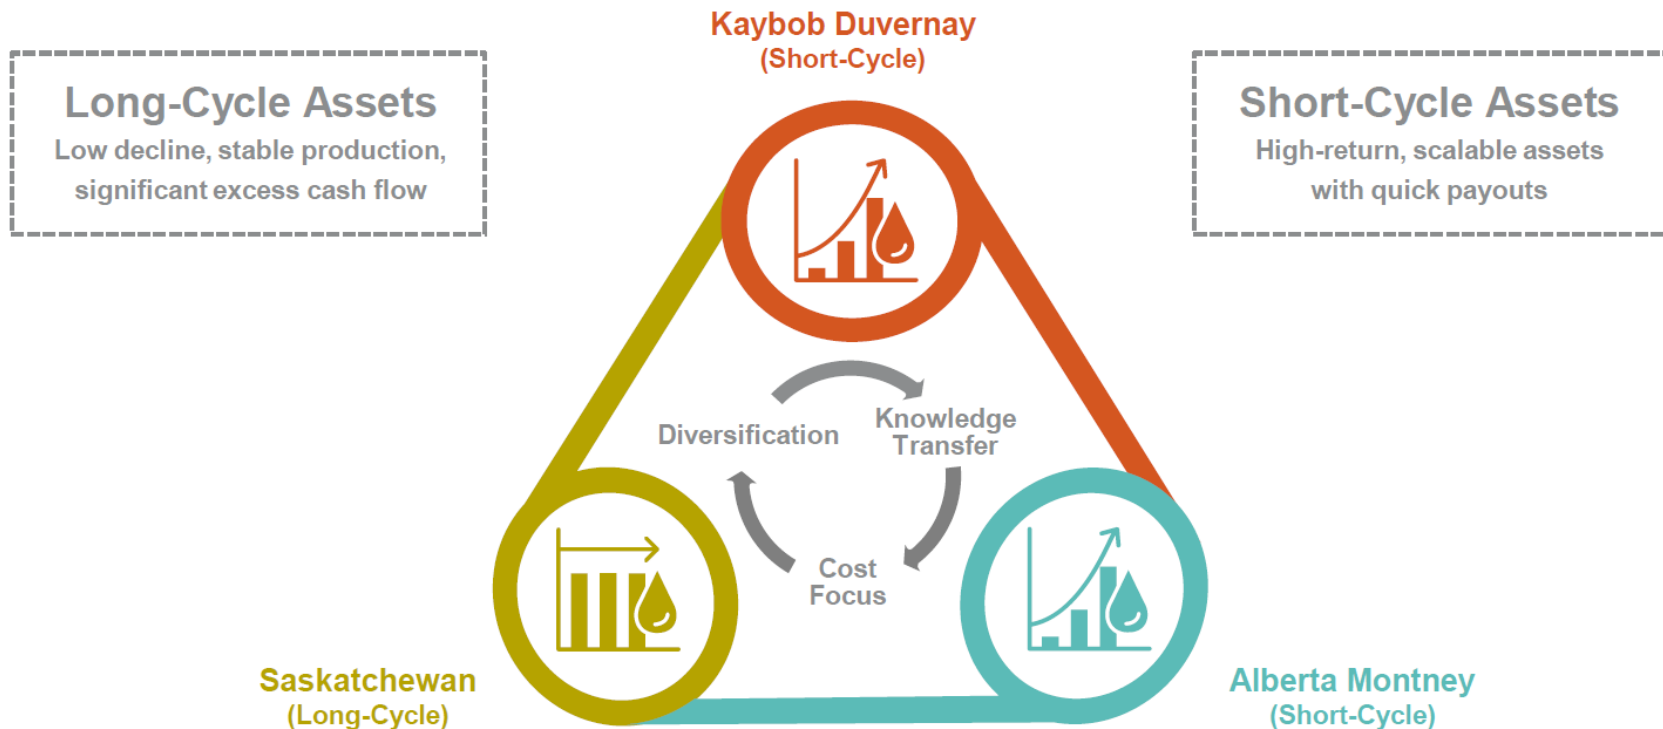 Kaybob Duvernay
(Short-Cycle)
Long-Cycle Assets
Low decline, stable production,
significant excess cash flow
Short-Cycle Assets
High-return, scalable assets
with quick payouts
Diversification
Knowledge
Transfer
Cost
Focus
Saskatchewan
(Long-Cycle)
Alberta Montney
(Short-Cycle)